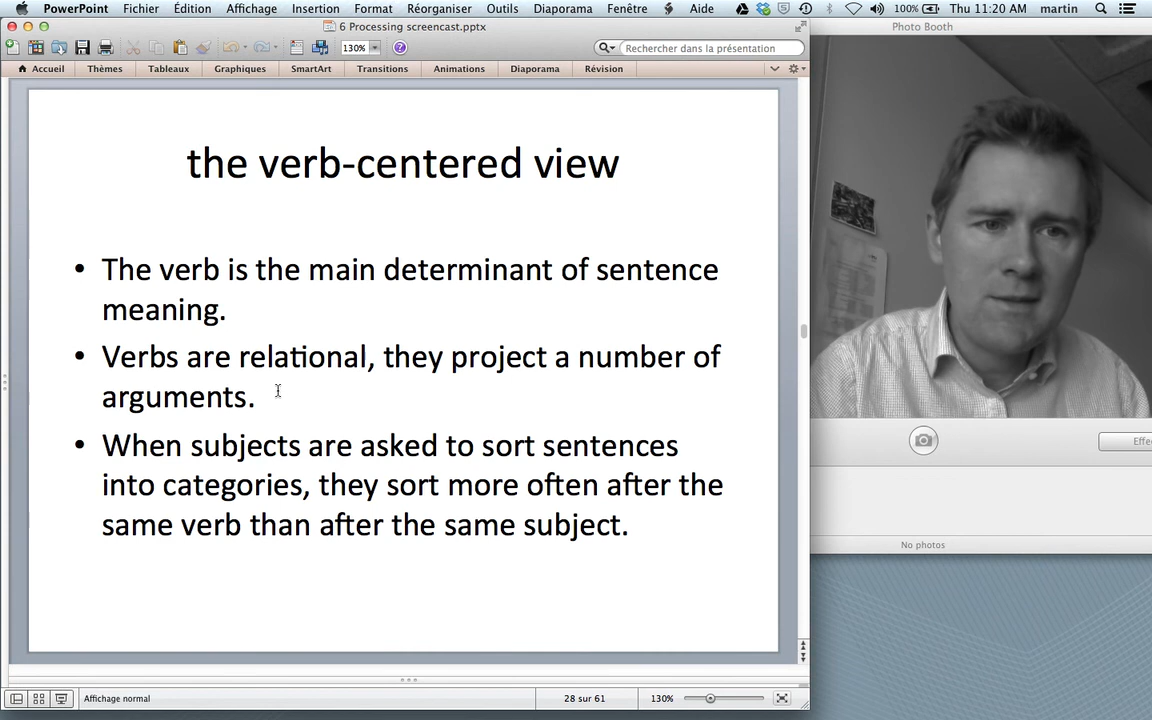 PowerPoint Fichier Édition Affichage Insertion Format Réorganiser Outils Diaporama Fenêtre Aide 100% Thu 11:20 AM martin
6 Processing screencast.pptx
Photo Booth
130% Rechercher dans la présentation
Accueil Thèmes Tableaux Graphiques SmartArt Transitions Animations Diaporama Révision
the verb-centered view
• The verb is the main determinant of sentence
meaning.
• Verbs are relational, they project a number of
arguments.
• When subjects are asked to sort sentences
into categories, they sort more often after the
same verb than after the same subject.
Effe
No photos
Affichage normal 28 sur 61 130%